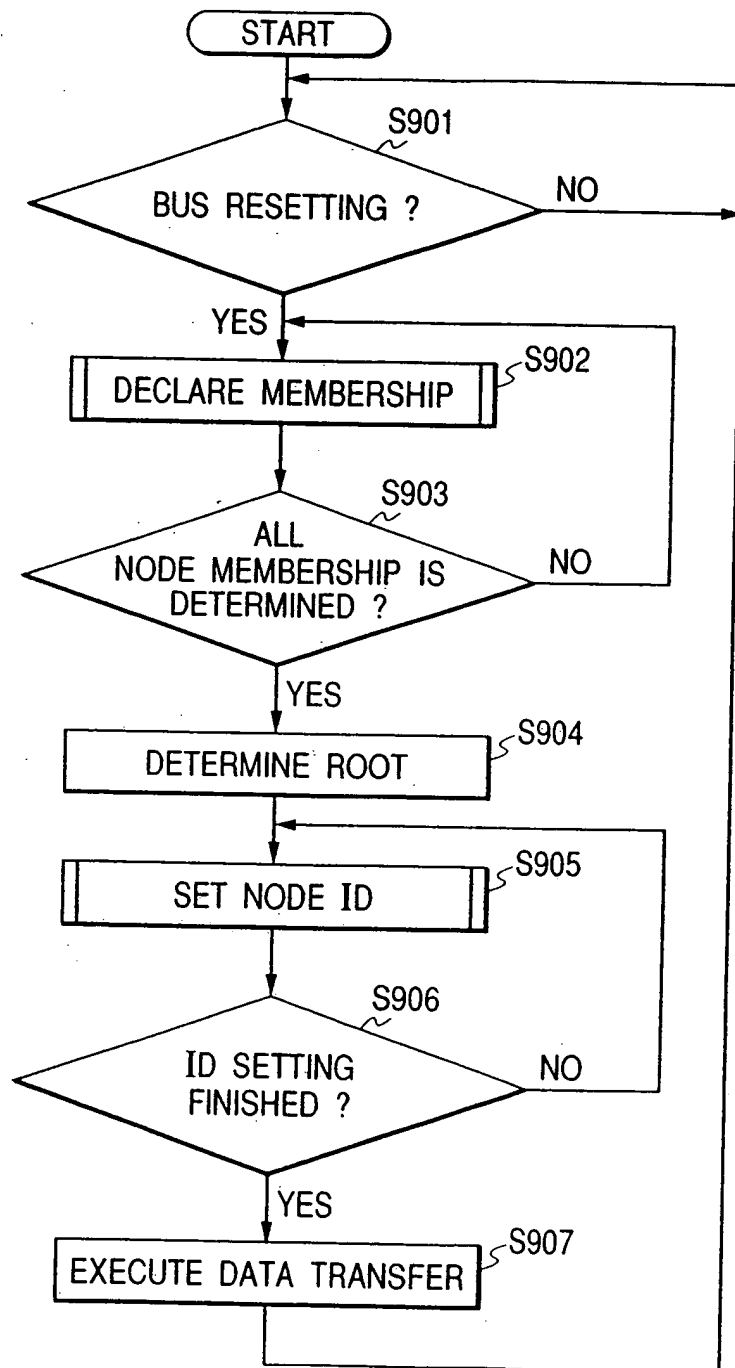 START
S901
BUS RESETTING ?
NO
YES
S902
DECLARE MEMBERSHIP
S903
ALL
NODE MEMBERSHIP IS
DETERMINED ?
NO
YES
S904
DETERMINE ROOT
S905
SET NODE ID
S906
ID SETTING
FINISHED ?
NO
YES
S907
EXECUTE DATA TRANSFER